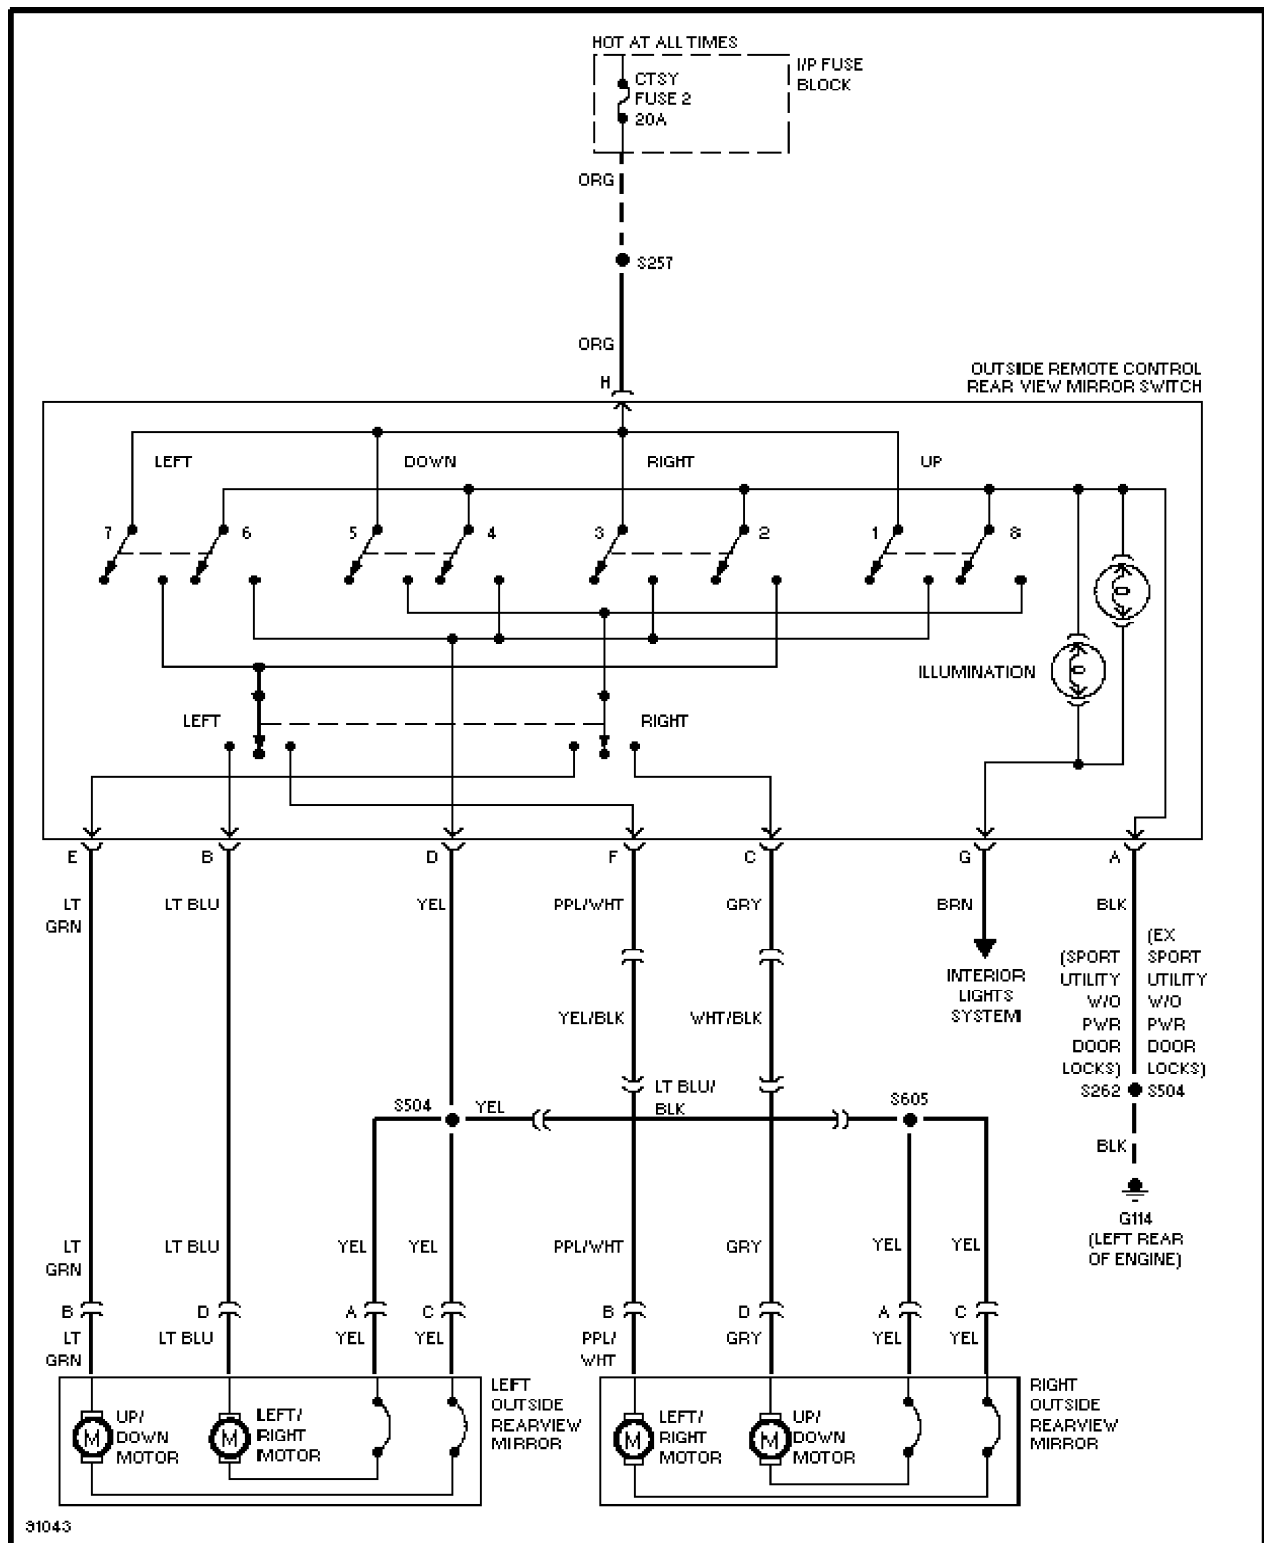 HOT AT ALL TIMES
I/P FUSE
BLOCK
CTSY
FUSE 2
20A
ORG
S257
ORG
H
OUTSIDE REMOTE CONTROL
REAR VIEW MIRROR SWITCH
LEFT
DOWN
RIGHT
UP
7
6
5
4
3
2
1
8
ILLUMINATION
LEFT
RIGHT
E
B
D
F
C
G
A
LT
GRN
LT BLU
YEL
PPL/WHT
GRY
BRN
BLK
INTERIOR
LIGHTS
SYSTEM
(SPORT
UTILITY
W/O
PWR
DOOR
LOCKS)
S262
(EX
SPORT
UTILITY
W/O
PWR
DOOR
LOCKS)
S504
YEL/BLK
WHT/BLK
S504
YEL
LT BLU/
BLK
S605
BLK
G114
(LEFT REAR
OF ENGINE)
LT
GRN
LT BLU
YEL
YEL
PPL/WHT
GRY
YEL
YEL
B
D
A
C
B
D
A
C
LT
GRN
LT BLU
YEL
YEL
PPL/
WHT
GRY
YEL
YEL
LEFT
OUTSIDE
REARVIEW
MIRROR
RIGHT
OUTSIDE
REARVIEW
MIRROR
M
UP/
DOWN
MOTOR
M
LEFT/
RIGHT
MOTOR
M
LEFT/
RIGHT
MOTOR
M
UP/
DOWN
MOTOR
91043